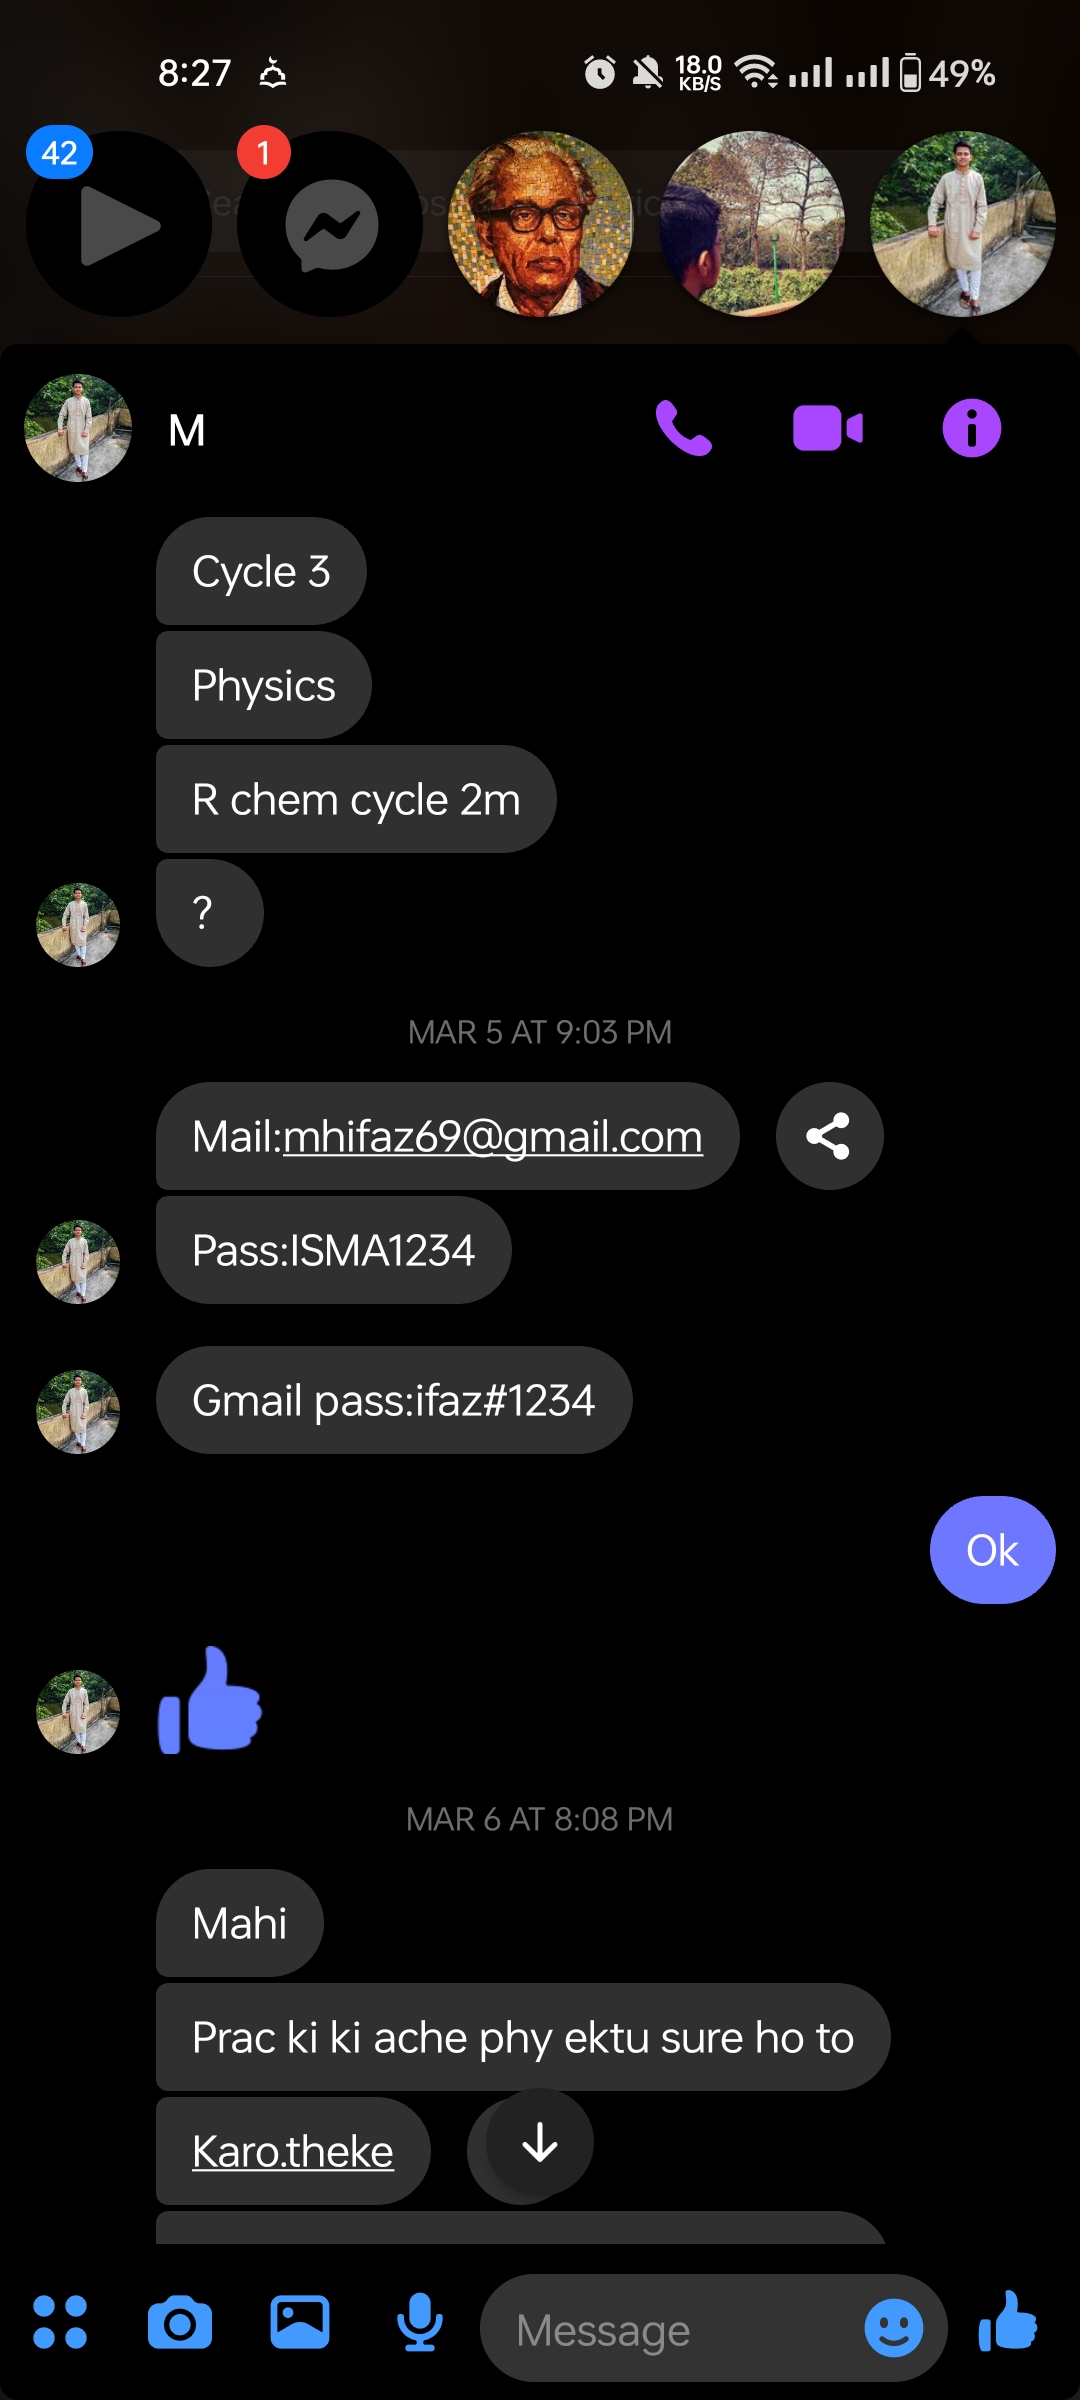 8:27
18.0
KB/S
49%
42
1
M
Cycle 3
Physics
R chem cycle 2m
?
MAR 5 AT 9:03 PM
Mail:mhifaz69@gmail.com
Pass:ISMA1234
Gmail pass:ifaz#1234
Ok
MAR 6 AT 8:08 PM
Mahi
Prac ki ki ache phy ektu sure ho to
Karo.theke
Message